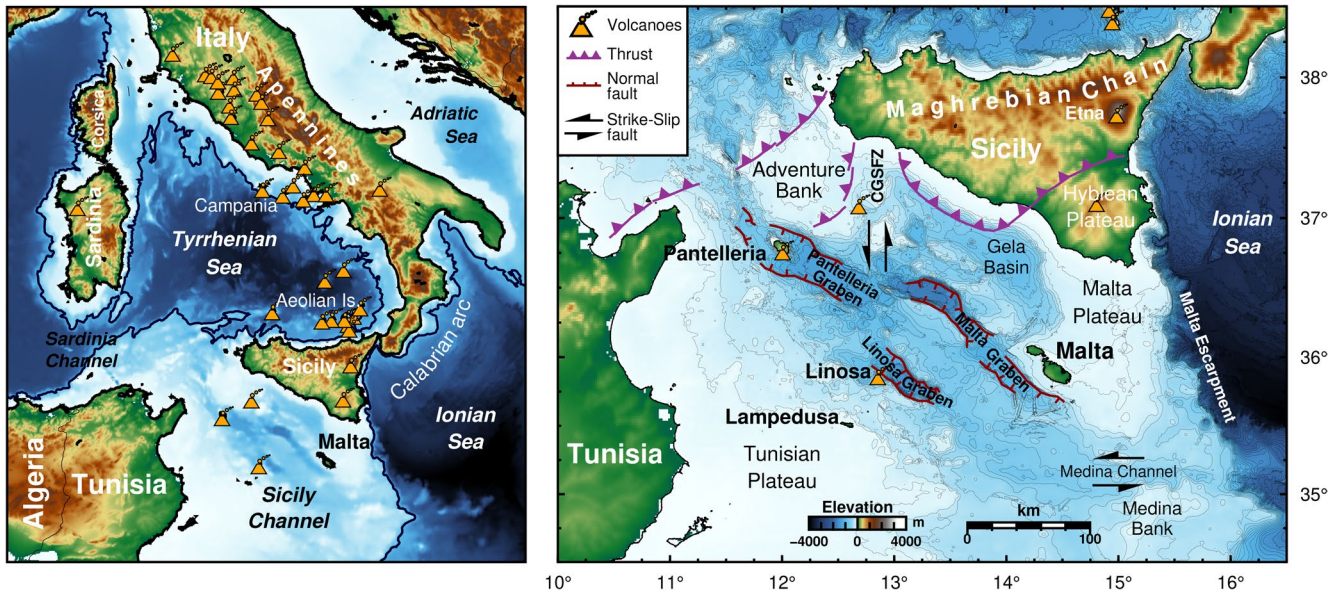 Italy
Apennines
Adriatic
Sea
Corsica
Sardinia
Campania
Tyrrhenian
Sea
Aeolian Is.
Sardinia
Channel
Sicily
Calabrian arc
Ionian
Sea
Malta
Algeria
Tunisia
Sicily
Channel
Volcanoes
Thrust
Normal
fault
Strike-Slip
fault
Maghrebian Chain
Etna
Sicily
Adventure
Bank
CGSFZ
Hyblean
Plateau
Ionian
Sea
Pantelleria
Pantelleria
Graben
Gela
Basin
Malta
Plateau
Malta Escarpment
Malta Graben
Malta
Linosa
Linosa Graben
Lampedusa
Tunisia
Tunisian
Plateau
Medina Channel
Medina
Bank
Elevation
m
−4000 0 4000
km
0 100
38°
37°
36°
35°
10° 11° 12° 13° 14° 15° 16°